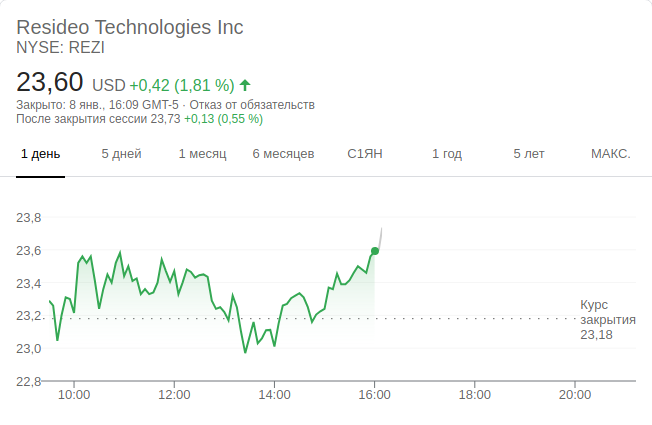 Resideo Technologies Inc
NYSE: REZI
23,60 USD +0,42 (1,81 %)
Закрыто: 8 янв., 16:09 GMT-5 · Отказ от обязательств
После закрытия сессии 23,73 +0,13 (0,55 %)
1 день 5 дней 1 месяц 6 месяцев С1ЯН 1 год 5 лет МАКС.
23,8
23,6
23,4
23,2
23,0
22,8
Курс
закрытия
23,18
10:00 12:00 14:00 16:00 18:00 20:00